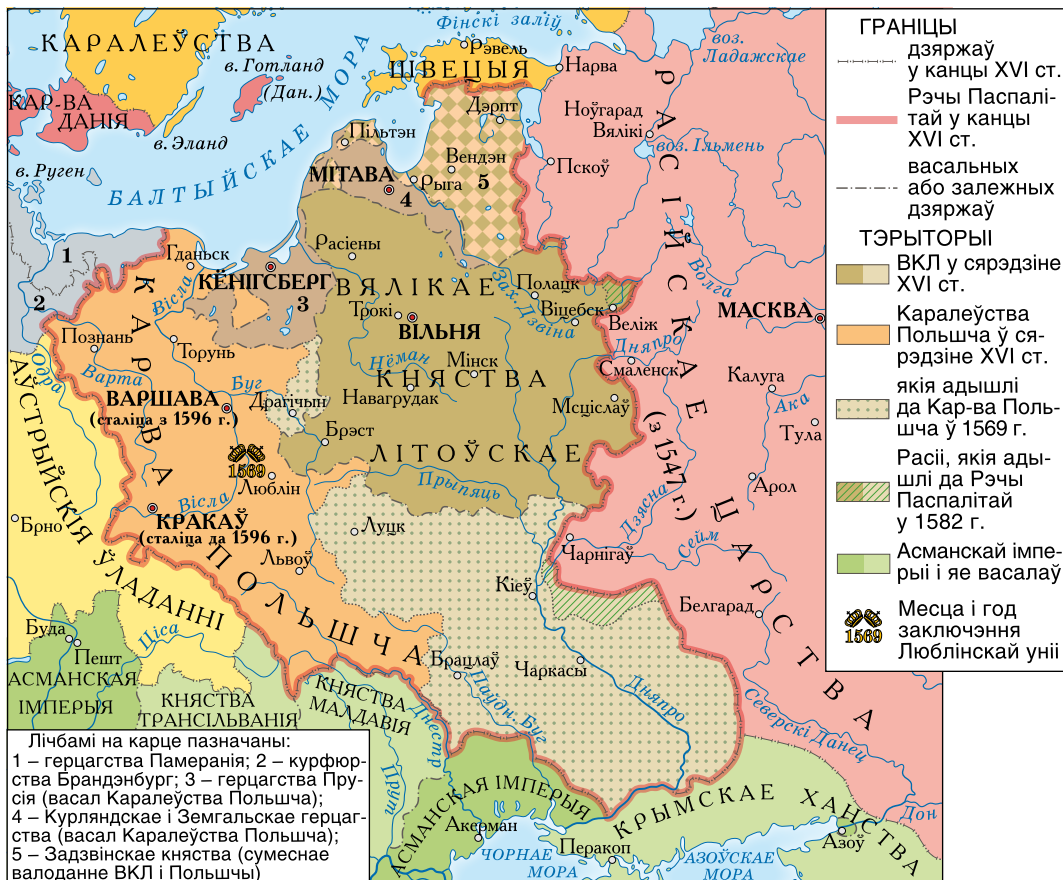 КАРАЛЕЎСТВА
ШВЕЦЫЯ
КАР-ВА
ДАНІЯ
в. Готланд
(Дан.)
в. Эланд
в. Руген
БАЛТЫЙСКАЕ МОРА
Фінскі заліў
Рэвель
Нарва
воз.
Ладажскае
Ноўгарад
Вялікі
воз. Ільмень
Пскоў
Дэрпт
Вендэн
5
Пільтэн
МІТАВА
Рыга
4
РАСІЙСКАЕ ЦАРСТВА
(з 1547 г.)
1
2
Гданьск
Вісла
КЁНІГСБЕРГ
3
Расіены
ВЯЛІКАЕ
КНЯСТВА
ЛІТОЎСКАЕ
Трокі
ВІЛЬНЯ
Полацк
Зах. Дзвіна
Віцебск
Веліж
Волга
МАСКВА
Дняпро
Смаленск
Нёман
Мінск
Навагрудак
Мсціслаў
Калуга
Ака
Тула
Арол
КАР-ВА ПОЛЬШЧА
Познань
Торунь
Одра
Варта
Буг
ВАРШАВА
(сталіца з 1596 г.)
Драгічын
Брэст
1569
Люблін
Прыпяць
Вісла
КРАКАЎ
(сталіца да 1596 г.)
Луцк
Львоў
Дзясна
Чарнігаў
Сейм
Кіеў
Белгарад
АЎСТРЫЙСКІЯ ЎЛАДАННІ
Брно
Буда
Пешт
Ціса
АСМАНСКАЯ
ІМПЕРЫЯ
КНЯСТВА
ТРАНСІЛЬВАНІЯ
КНЯСТВА
МАЛДАВІЯ
Днестр
Прут
Брацлаў
Паўдн. Буг
Чаркасы
Дняпро
Северскі Данец
Дон
АСМАНСКАЯ ІМПЕРЫЯ
Акерман
КРЫМСКАЕ ХАНСТВА
Перакоп
Азоў
ЧОРНАЕ
МОРА
АЗОЎСКАЕ
МОРА
ГРАНІЦЫ
дзяржаў
у канцы XVI ст.
Рэчы Паспалі-
тай у канцы
XVI ст.
васальных
або залежных
дзяржаў
ТЭРЫТОРЫІ
ВКЛ у сярэдзіне
XVI ст.
Каралеўства
Польшча ў ся-
рэдзіне XVI ст.
якія адышлі
да Кар-ва Поль-
шча ў 1569 г.
Расіі, якія ады-
шлі да Рэчы
Паспалітай
у 1582 г.
Асманскай імпе-
рыі і яе васалаў
1569
Месца і год
заключэння
Люблінскай уніі
Лічбамі на карце пазначаны:
1 – герцагства Памеранія; 2 – курфюр-
ства Брандэнбург; 3 – герцагства Пру-
сія (васал Каралеўства Польшча);
4 – Курляндскае і Земгальскае герцаг-
ства (васал Каралеўства Польшча);
5 – Задзвінскае княства (сумеснае
валоданне ВКЛ і Польшчы)